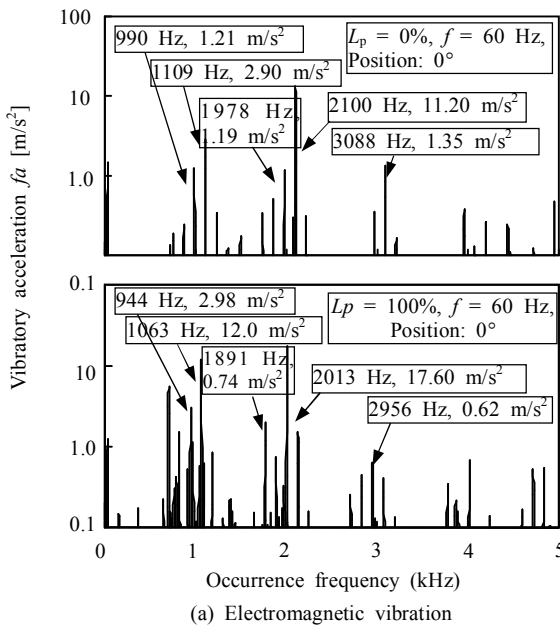 100
990 Hz, 1.21 m/s²
Lp = 0%, f = 60 Hz,
Position: 0°
1109 Hz, 2.90 m/s²
10
1978 Hz,
1.19 m/s²
2100 Hz, 11.20 m/s²
3088 Hz, 1.35 m/s²
1.0
Vibratory acceleration fa [m/s²]
0.1
944 Hz, 2.98 m/s²
Lp = 100%, f = 60 Hz,
Position: 0°
1063 Hz, 12.0 m/s²
1891 Hz,
0.74 m/s²
10
2013 Hz, 17.60 m/s²
2956 Hz, 0.62 m/s²
1.0
0.1
0 1 2 3 4 5
Occurrence frequency (kHz)
(a) Electromagnetic vibration